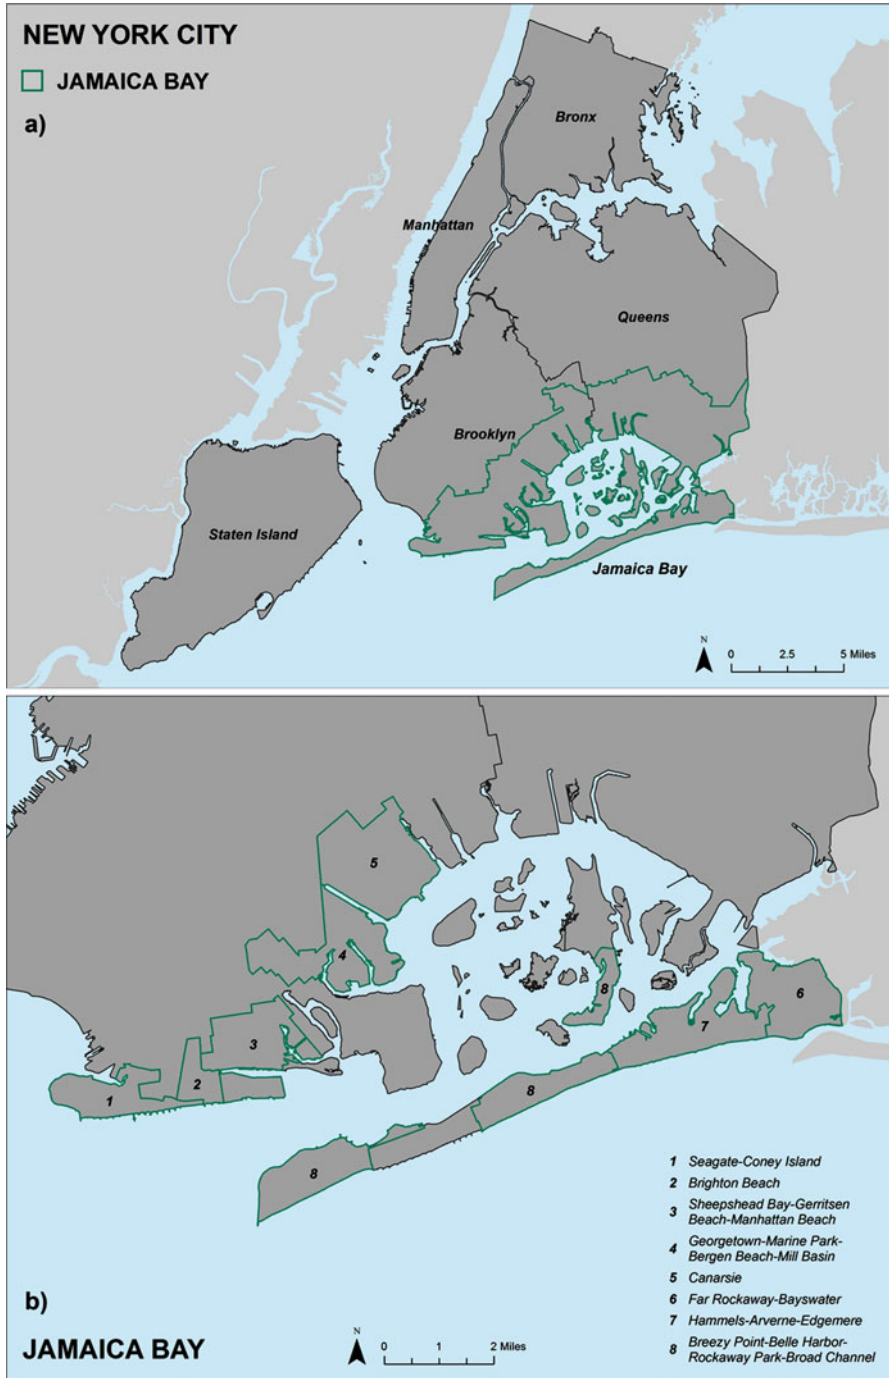 NEW YORK CITY
JAMAICA BAY
a)
Bronx
Manhattan
Queens
Brooklyn
Staten Island
Jamaica Bay
N
0 2.5 5 Miles
5
4
8
6
3
7
2
1
8
8
1 Seagate-Coney Island
2 Brighton Beach
3 Sheepshead Bay-Gerritsen
Beach-Manhattan Beach
4 Georgetown-Marine Park-
Bergen Beach-Mill Basin
5 Canarsie
6 Far Rockaway-Bayswater
7 Hammels-Arverne-Edgemere
8 Breezy Point-Belle Harbor-
Rockaway Park-Broad Channel
b)
JAMAICA BAY
N
0 1 2 Miles